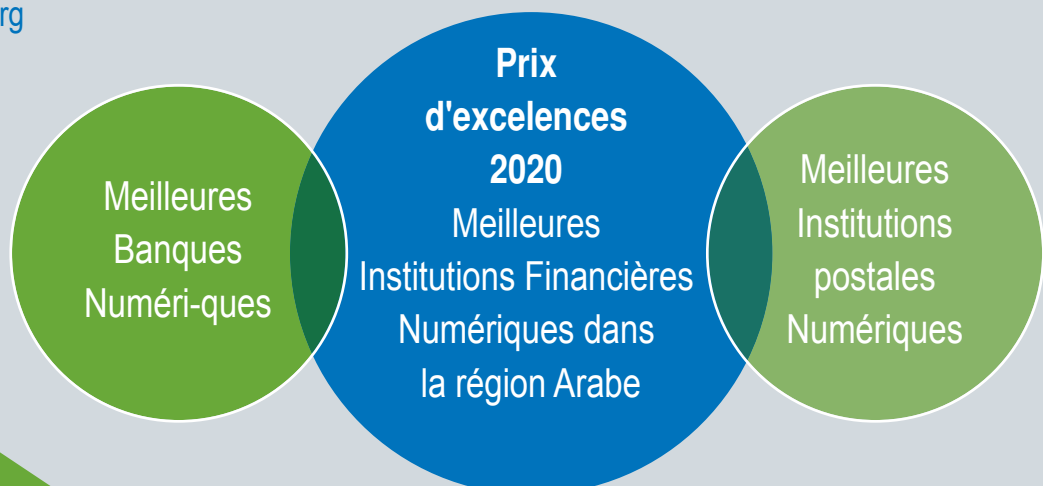 rg
Meilleures
Banques
Numéri-ques
Prix
d'excelences
2020
Meilleures
Institutions Financières
Numériques dans
la région Arabe
Meilleures
Institutions
postales
Numériques